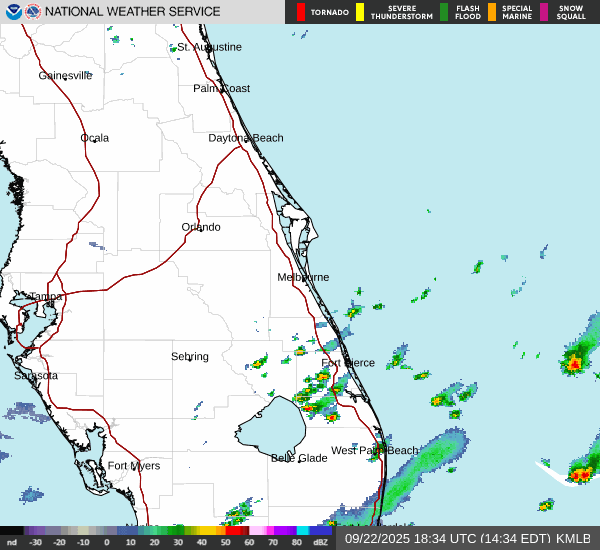 NATIONAL WEATHER SERVICE
TORNADO
SEVERE THUNDERSTORM
FLASH FLOOD
SPECIAL MARINE
SNOW SQUALL
St. Augustine
Gainesville
Palm Coast
Ocala
Daytona Beach
Orlando
Melbourne
Tampa
Sebring
Fort Pierce
Sarasota
West Palm Beach
Belle Glade
Fort Myers
nd -30 -20 -10 0 10 20 30 40 50 60 70 80 dBZ
09/22/2025 18:34 UTC (14:34 EDT) KMLB